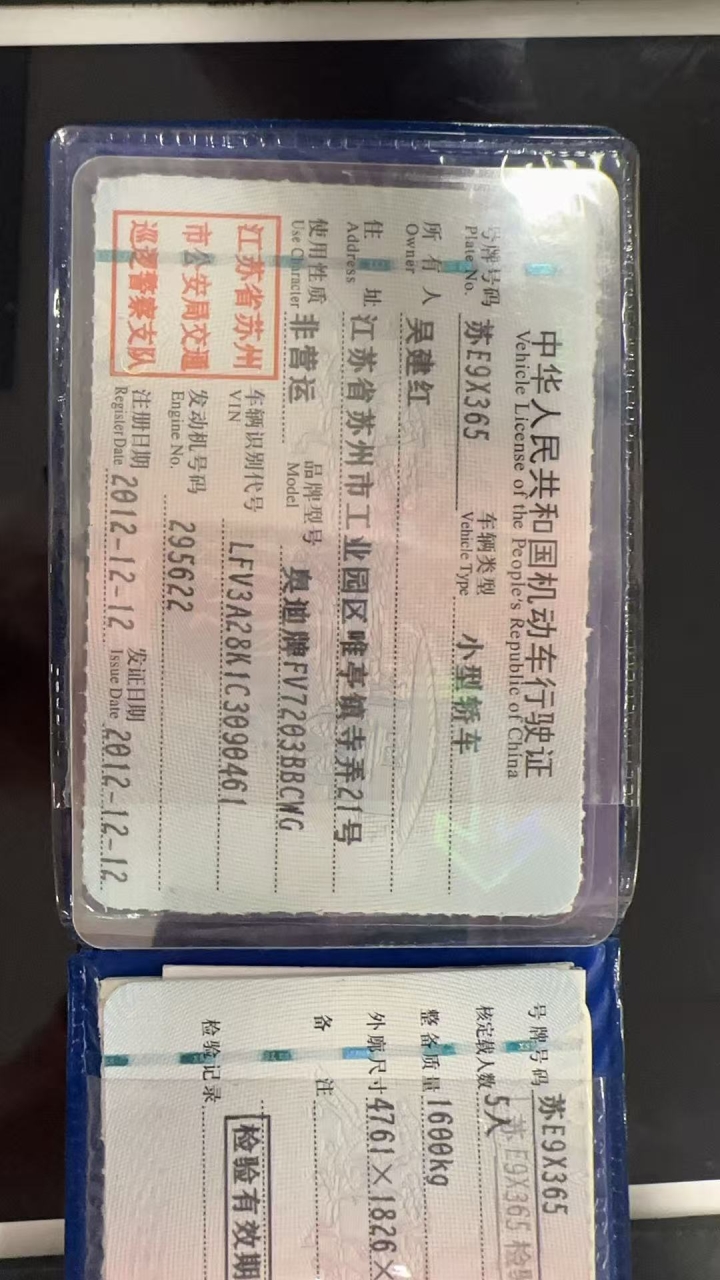 中华人民共和国机动车行驶证
Vehicle License of the People's Republic of China
号牌号码 苏E9X365 车辆类型 小型轿车
Plate No. Vehicle Type
所有人 吴建红
Owner
住址 江苏省苏州市工业园区唯亭镇寺弄21号
Address
使用性质 非营运 品牌型号 奥迪牌FV7203BBCWG
Use Character Model
江苏省苏州
市公安局交通
巡逻警察支队
车辆识别代号 LFV3A28K1C3090461
VIN
发动机号码 295622
Engine No.
注册日期 2012-12-12 发证日期 2012-12-12
Register Date Issue Date
号牌号码 苏E9X365
苏E9X365 检
核定载人数 5人
整备质量 1600kg
外廓尺寸 4761×1826×
备注
检验记录
检验有效期